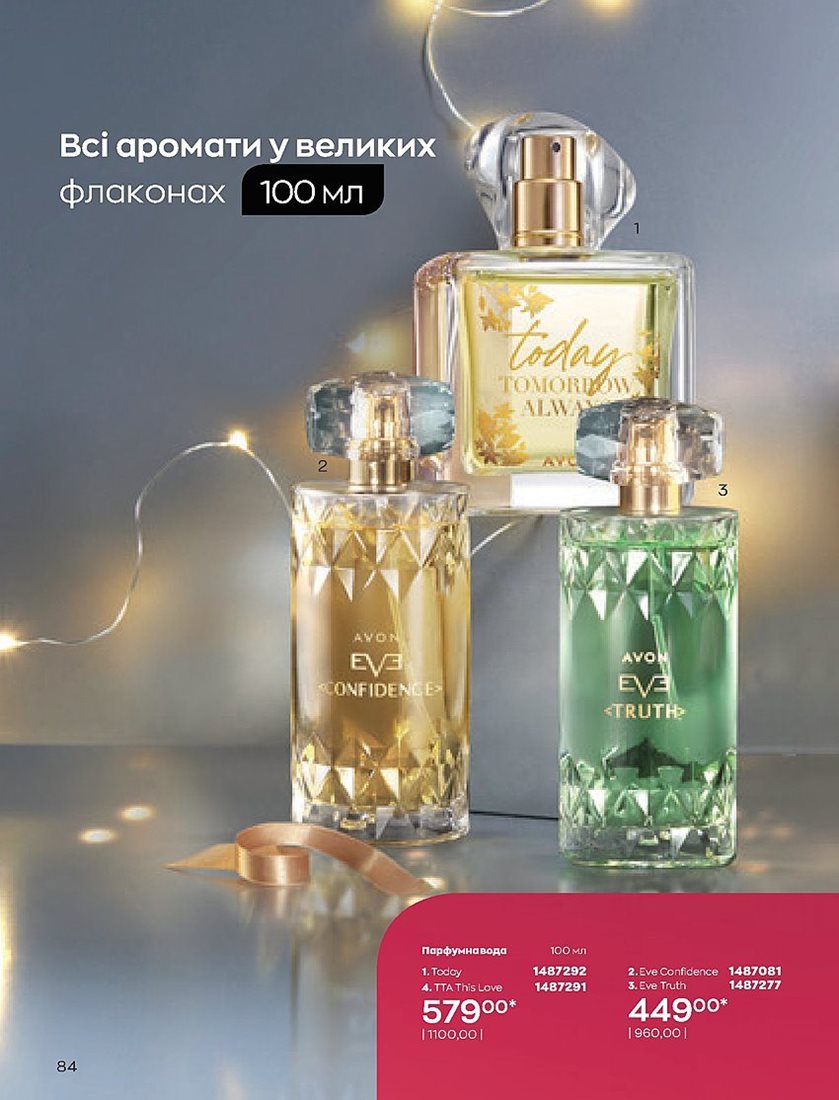 Всі аромати у великих
флаконах 100 мл
1
today
TOMORROW
ALWAYS
AVON
2
3
AVON
EVE
<CONFIDENCE>
AVON
EVE
<TRUTH>
Парфумна вода 100 мл
1. Today 1487292
4. TTA This Love 1487291
57900*
|1100,00|
2. Eve Confidence 1487081
3. Eve Truth 1487277
44900*
|960,00|
84